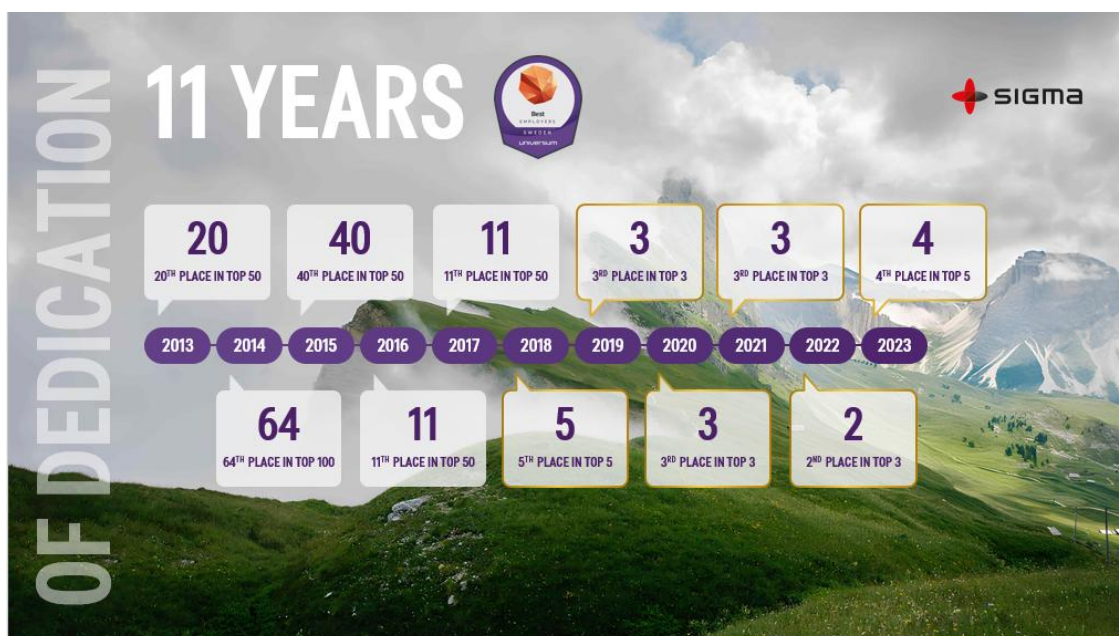 OF DEDICATION
11 YEARS
Best
EMPLOYERS
SWEDEN
universum
sigma
20
20TH PLACE IN TOP 50
40
40TH PLACE IN TOP 50
11
11TH PLACE IN TOP 50
3
3RD PLACE IN TOP 3
3
3RD PLACE IN TOP 3
4
4TH PLACE IN TOP 5
2013
2014
2015
2016
2017
2018
2019
2020
2021
2022
2023
64
64TH PLACE IN TOP 100
11
11TH PLACE IN TOP 50
5
5TH PLACE IN TOP 5
3
3RD PLACE IN TOP 3
2
2ND PLACE IN TOP 3